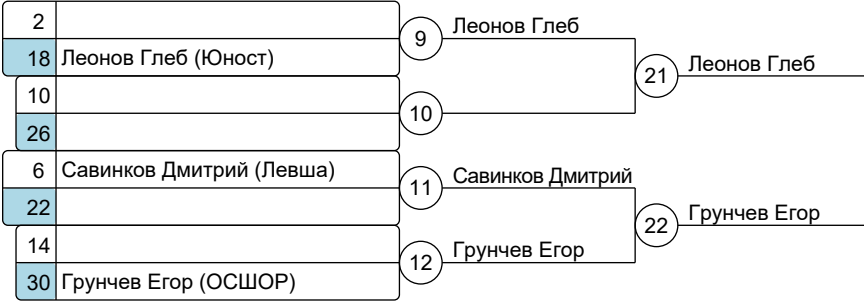 2
9
Леонов Глеб
18 Леонов Глеб (Юност)
21
Леонов Глеб
10
10
26
6 Савинков Дмитрий (Левша)
11
Савинков Дмитрий
22
22
Грунчев Егор
14
12
Грунчев Егор
30 Грунчев Егор (ОСШОР)